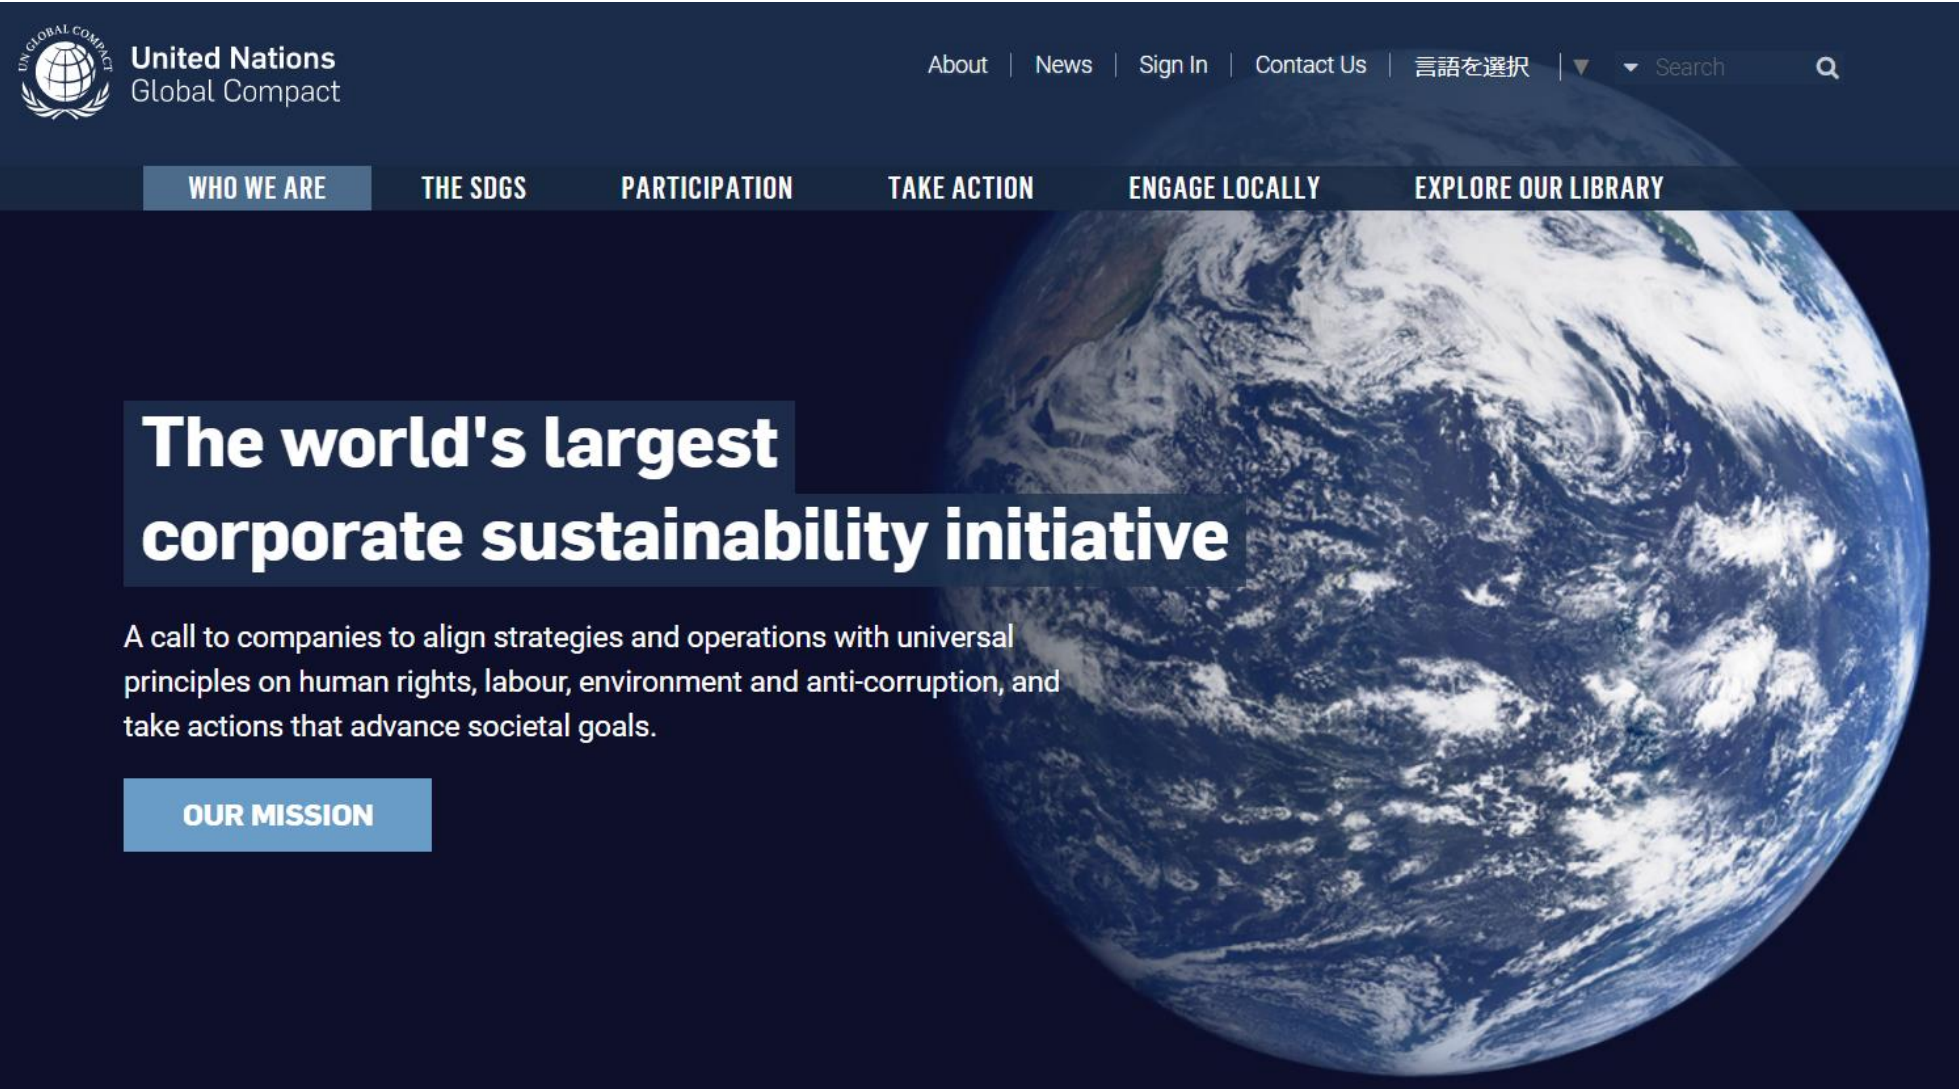 UN GLOBAL COMPACT
United Nations
Global Compact
About | News | Sign In | Contact Us | 言語を選択 | ▼ Search
WHO WE ARE THE SDGS PARTICIPATION TAKE ACTION ENGAGE LOCALLY EXPLORE OUR LIBRARY
The world's largest
corporate sustainability initiative
A call to companies to align strategies and operations with universal
principles on human rights, labour, environment and anti-corruption, and
take actions that advance societal goals.
OUR MISSION